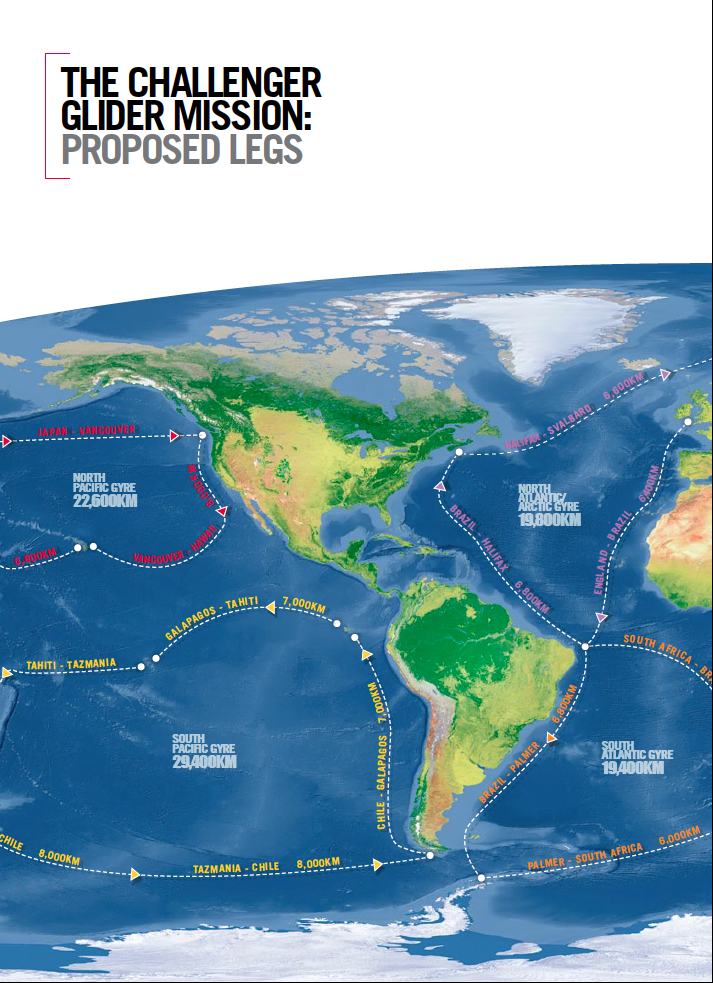 THE CHALLENGER
GLIDER MISSION:
PROPOSED LEGS
HALIFAX - SVALBARD 6,600KM
JAPAN - VANCOUVER
NORTH
PACIFIC GYRE
22,600KM
NORTH
ATLANTIC/
ARCTIC GYRE
19,800KM
ENGLAND - BRAZIL
BRAZIL - HALIFAX 6,800KM
VANCOUVER - HAWAII
GALAPAGOS - TAHITI 7,000KM
TAHITI - TAZMANIA
SOUTH AFRICA - BR
CHILE - GALAPAGOS - 7,000KM
BRAZIL - PALMER 6,800KM
SOUTH
PACIFIC GYRE
29,400KM
SOUTH
ATLANTIC GYRE
19,400KM
CHILE 8,000KM
TAZMANIA - CHILE 8,000KM
PALMER - SOUTH AFRICA 6,000KM